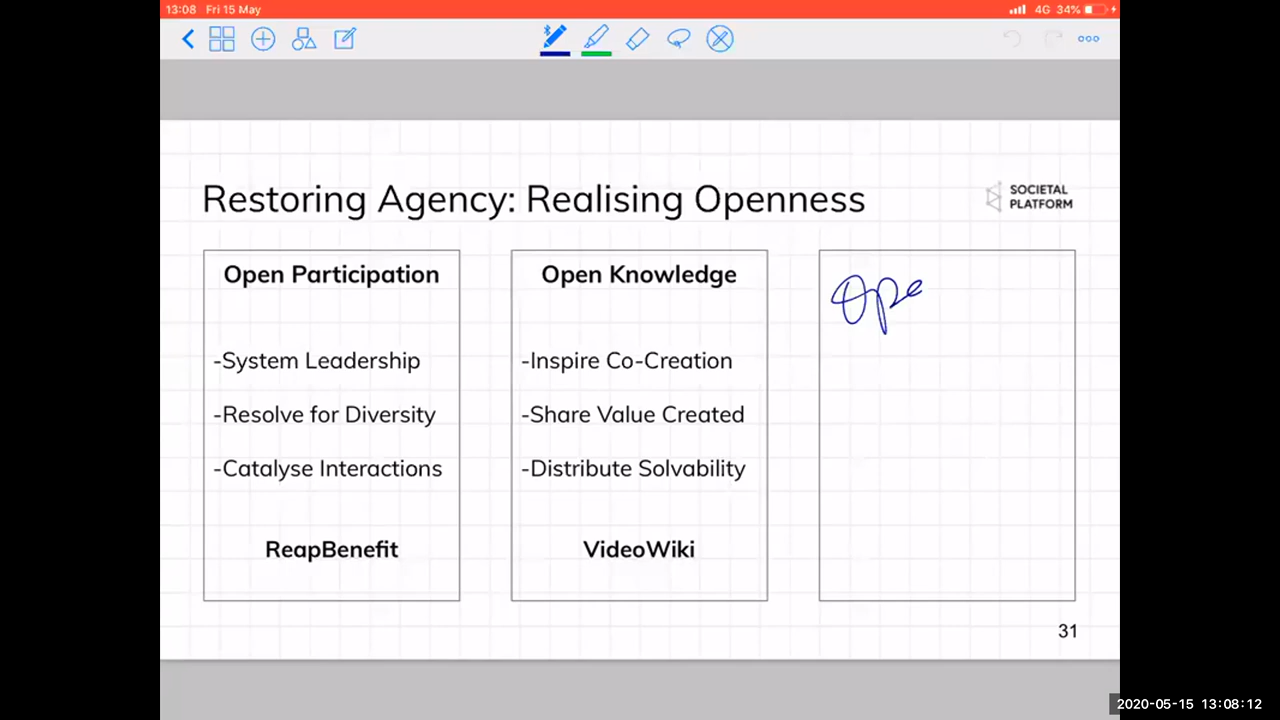 13:08 Fri 15 May 4G 34%
Restoring Agency: Realising Openness
SOCIETAL
PLATFORM
Open Participation
-System Leadership
-Resolve for Diversity
-Catalyse Interactions
ReapBenefit
Open Knowledge
-Inspire Co-Creation
-Share Value Created
-Distribute Solvability
VideoWiki
Ope
31
2020-05-15 13:08:12